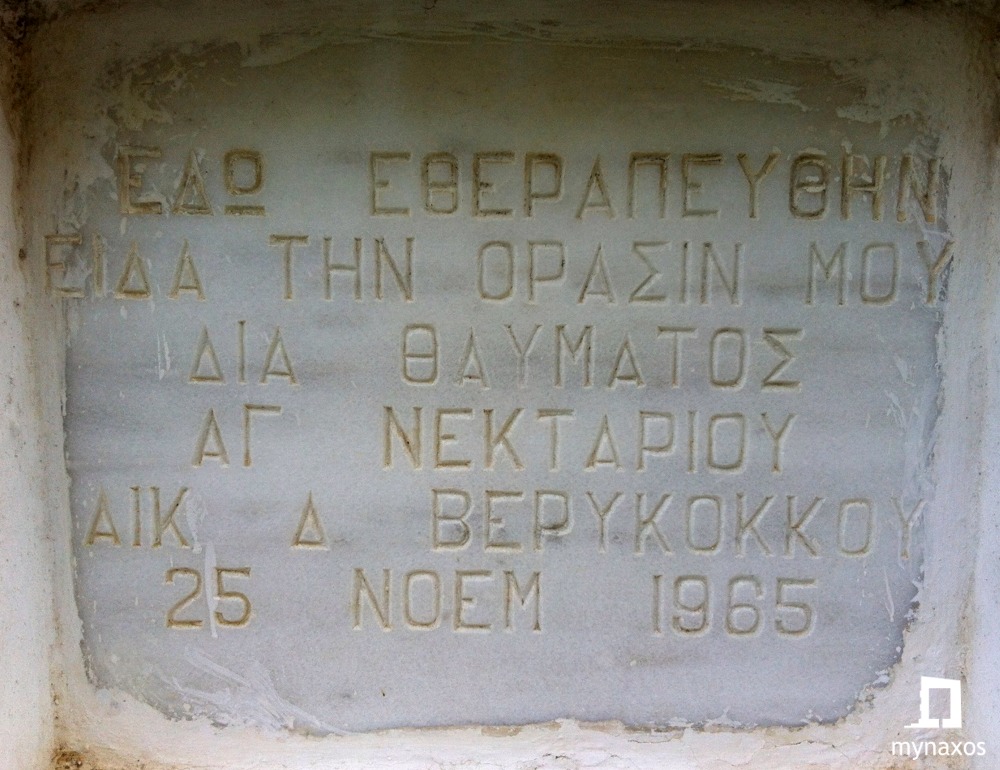 ΕΔΩ ΕΘΕΡΑΠΕΥΘΗΝ
ΕΙΔΑ ΤΗΝ ΟΡΑΣΙΝ ΜΟΥ
ΔΙΑ ΘΑΥΜΑΤΟΣ
ΑΓ ΝΕΚΤΑΡΙΟΥ
ΑΙΚ Δ ΒΕΡΥΚΟΚΚΟΥ
25 ΝΟΕΜ 1965
mynaxos